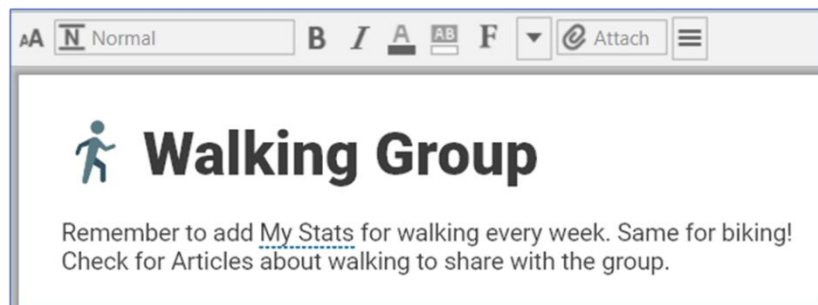 AA N Normal B I A AB F Attach
Walking Group
Remember to add My Stats for walking every week. Same for biking!
Check for Articles about walking to share with the group.